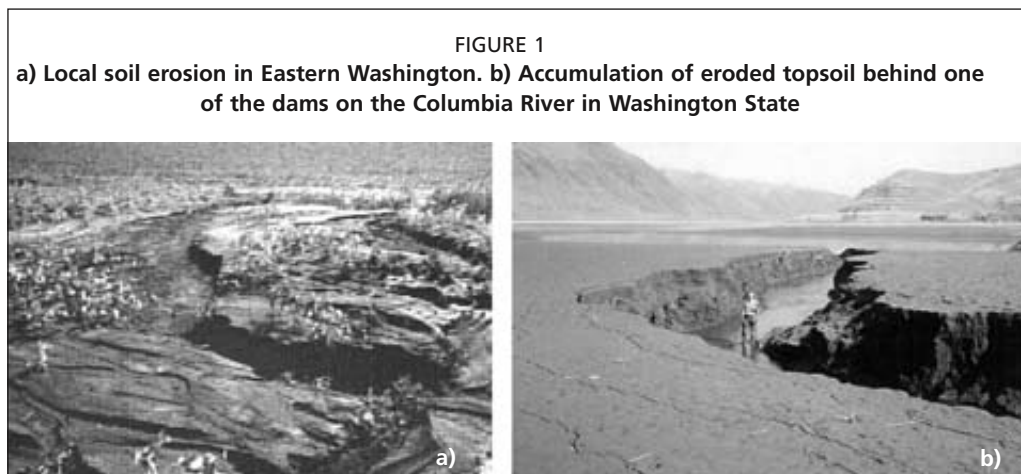 FIGURE 1
a) Local soil erosion in Eastern Washington. b) Accumulation of eroded topsoil behind one
of the dams on the Columbia River in Washington State
a)
b)